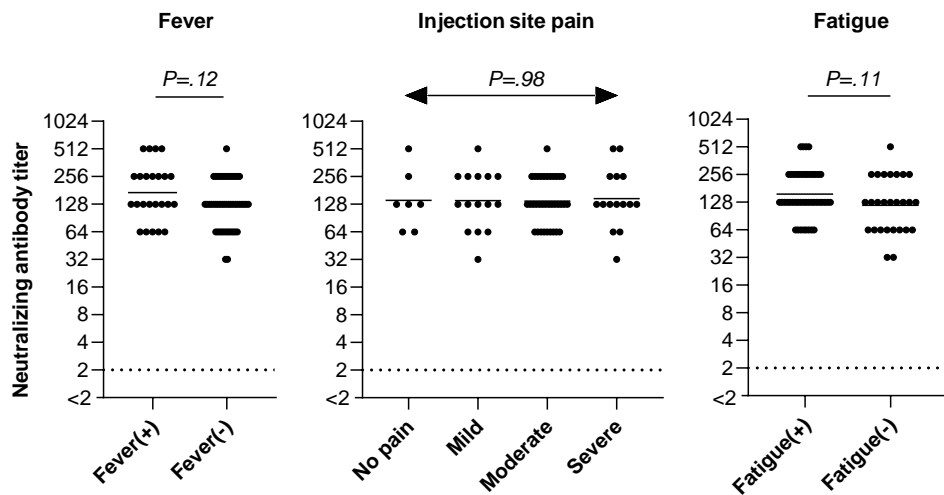 Fever
Injection site pain
Fatigue
P=.12
P=.98
P=.11
Neutralizing antibody titer
1024
512
256
128
64
32
16
8
4
2
<2
Fever(+)
Fever(-)
1024
512
256
128
64
32
16
8
4
2
<2
No pain
Mild
Moderate
Severe
1024
512
256
128
64
32
16
8
4
2
<2
Fatigue(+)
Fatigue(-)